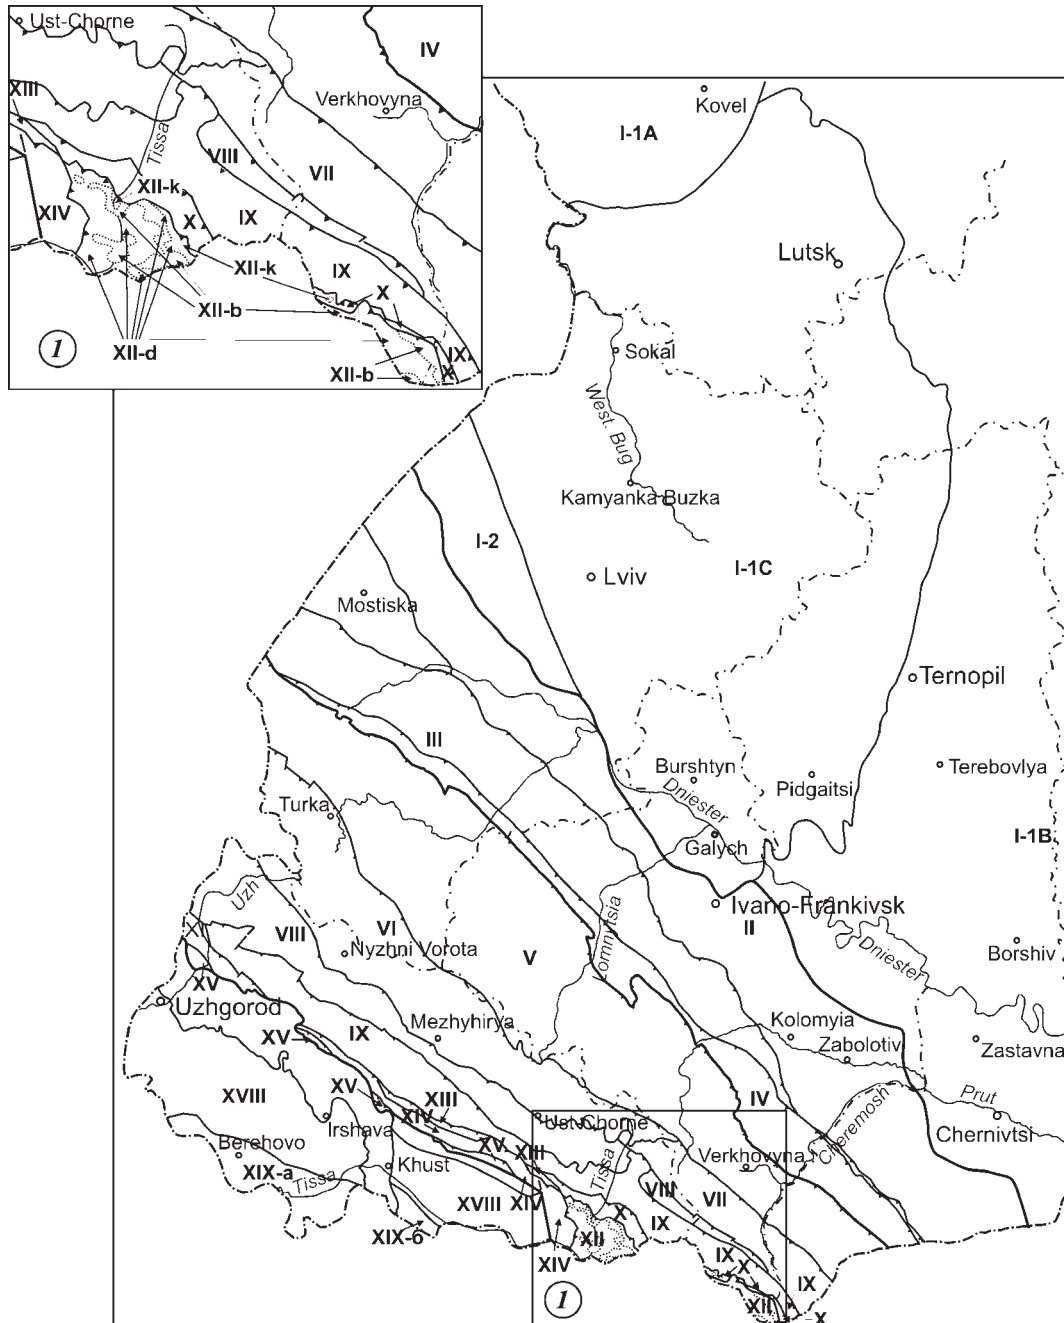 Ust-Chorne
IV
XIII
Verkhovyna
Tissa
VIII
VII
XII-k
XIV
X
IX
XII-k
IX
X
XII-b
1
XII-d
IX
XII-b
X
Kovel
I-1A
Lutsk
Sokal
West. Bug
Kamyanka Buzka
I-2
I-1C
Lviv
Mostiska
Ternopil
III
Burshtyn
Terebovlya
Dniester
Pidgaitsi
Turka
Galych
I-1B
Uzh
Ivano-Frankivsk
VIII
VI
II
Lomnytsia
Dniester
X
Nyzhni Vorota
V
Borshiv
XV
Uzhgorod
Mezhyhirya
Kolomyia
XV
IX
Zabolotiv
Zastavna
XV
XVIII
XIII
IV
Prut
XIV
Ust-Chorne
Cheremosh
Irshava
Chernivtsi
Berehovo
XV
XIII
Tissa
Verkhovyna
XIX-a
Khust
Tissa
VIII
VII
XVIII
XIV
X
IX
XIX-б
XII
XIV
IX
X
IX
1
XII
X